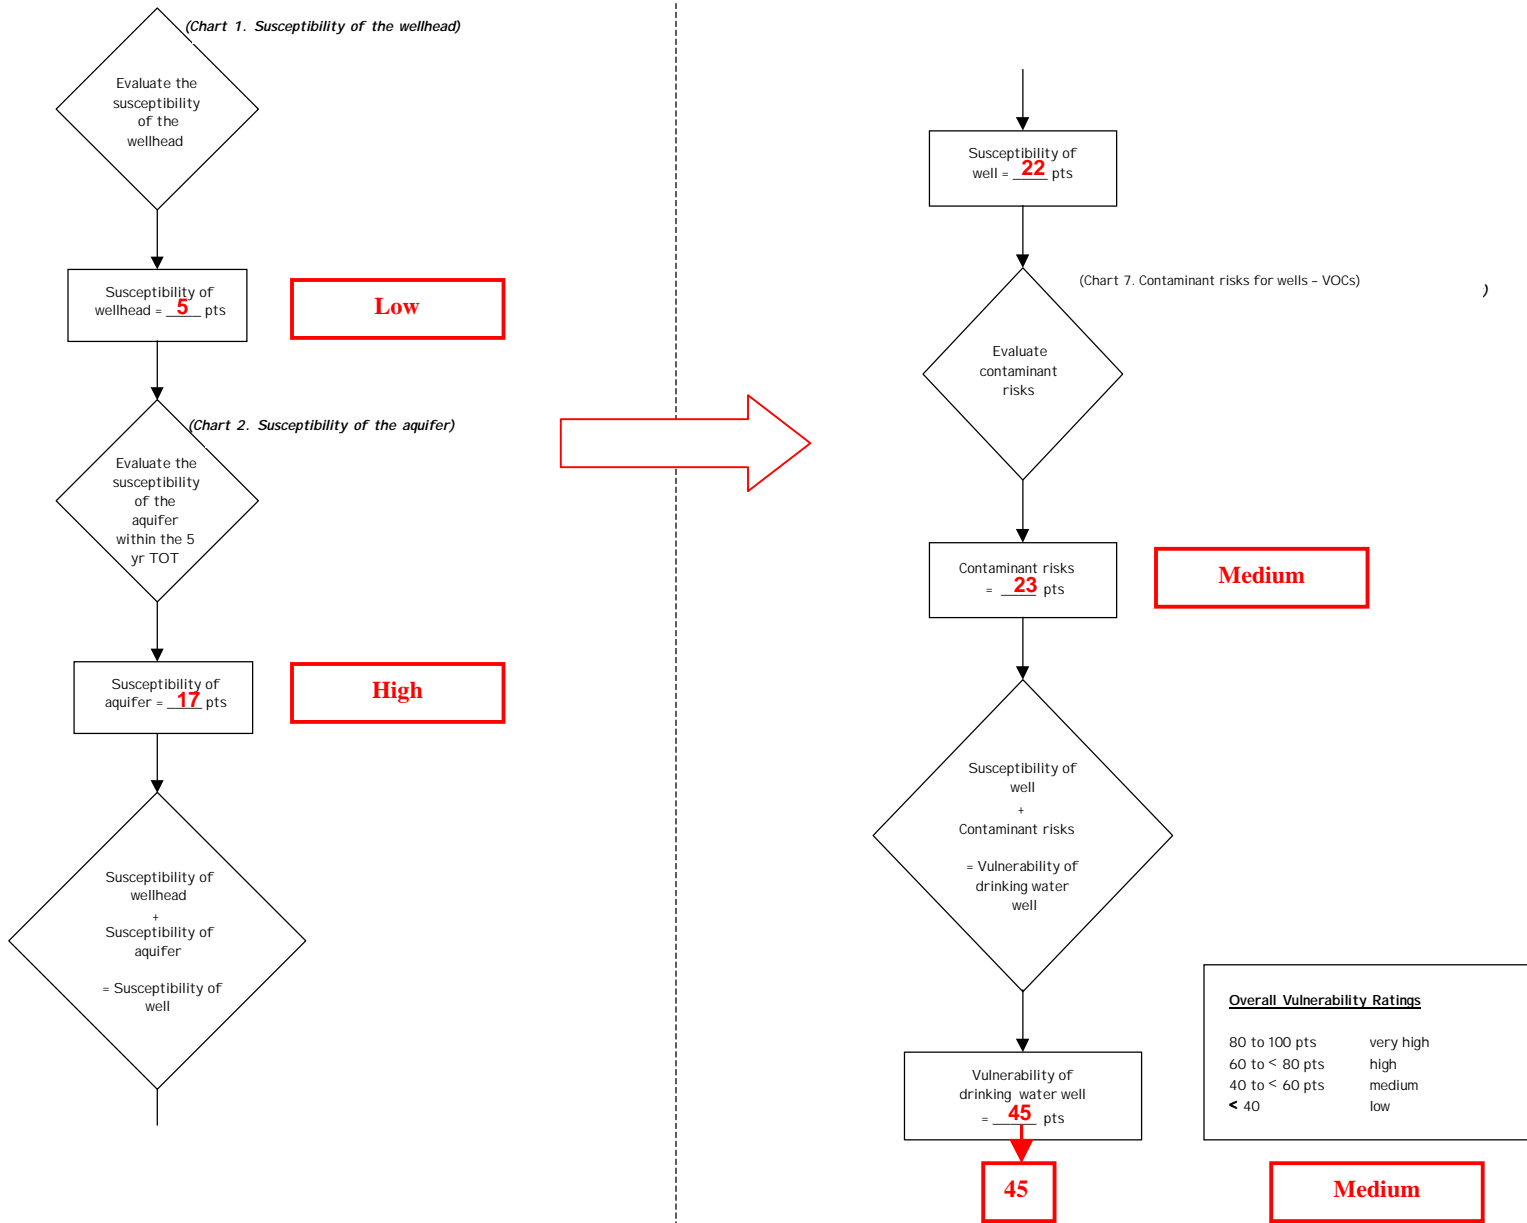 (Chart 1. Susceptibility of the wellhead)
Evaluate the
susceptibility
of the
wellhead
Susceptibility of
wellhead = 5 pts
Low
(Chart 2. Susceptibility of the aquifer)
Evaluate the
susceptibility
of the
aquifer
within the 5
yr TOT
Susceptibility of
aquifer = 17 pts
High
Susceptibility of
wellhead
+
Susceptibility of
aquifer
= Susceptibility of
well
Susceptibility of
well = 22 pts
(Chart 7. Contaminant risks for wells – VOCs)
)
Evaluate
contaminant
risks
Contaminant risks
= 23 pts
Medium
Susceptibility of
well
+
Contaminant risks
= Vulnerability of
drinking water
well
Vulnerability of
drinking water well
= 45 pts
45
Overall Vulnerability Ratings
80 to 100 pts very high
60 to < 80 pts high
40 to < 60 pts medium
< 40 low
Medium